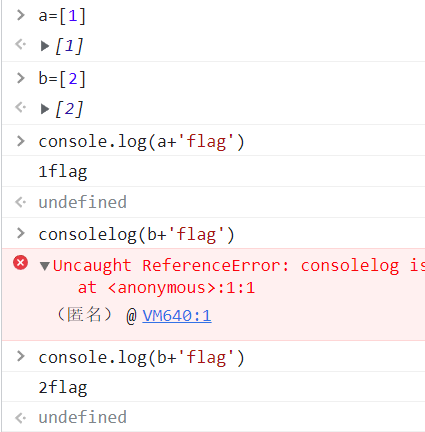 a=[1]
[1]
b=[2]
[2]
console.log(a+'flag')
1flag
undefined
consolelog(b+'flag')
Uncaught ReferenceError: consolelog is
at <anonymous>:1:1
（匿名） @ VM640:1
console.log(b+'flag')
2flag
undefined